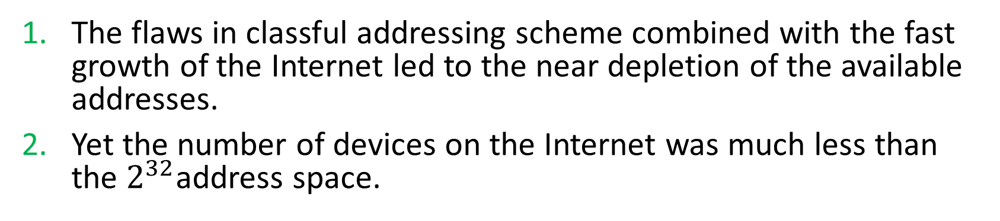 1. The flaws in classful addressing scheme combined with the fast
growth of the Internet led to the near depletion of the available
addresses.
2. Yet the number of devices on the Internet was much less than
the 2³² address space.